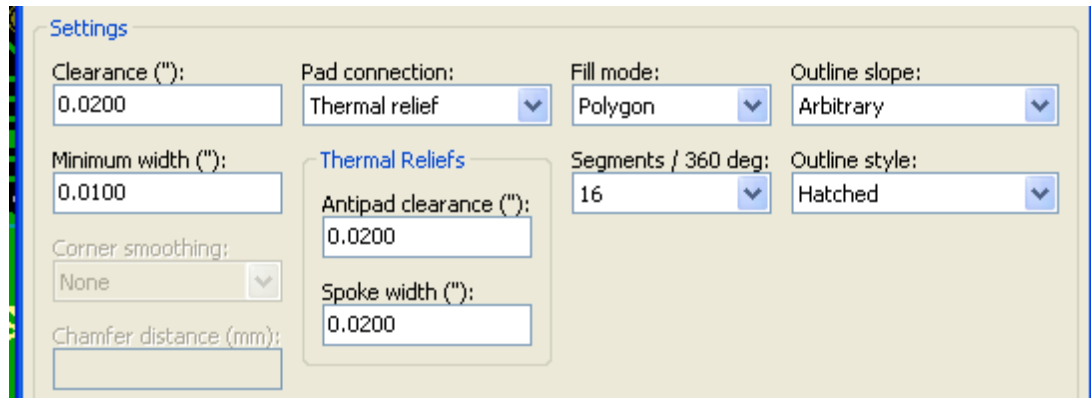 Settings
Clearance ("):
0.0200
Pad connection:
Thermal relief
Fill mode:
Polygon
Outline slope:
Arbitrary
Minimum width ("):
0.0100
Thermal Reliefs
Antipad clearance ("):
0.0200
Spoke width ("):
0.0200
Segments / 360 deg:
16
Outline style:
Hatched
Corner smoothing:
None
Chamfer distance (mm):